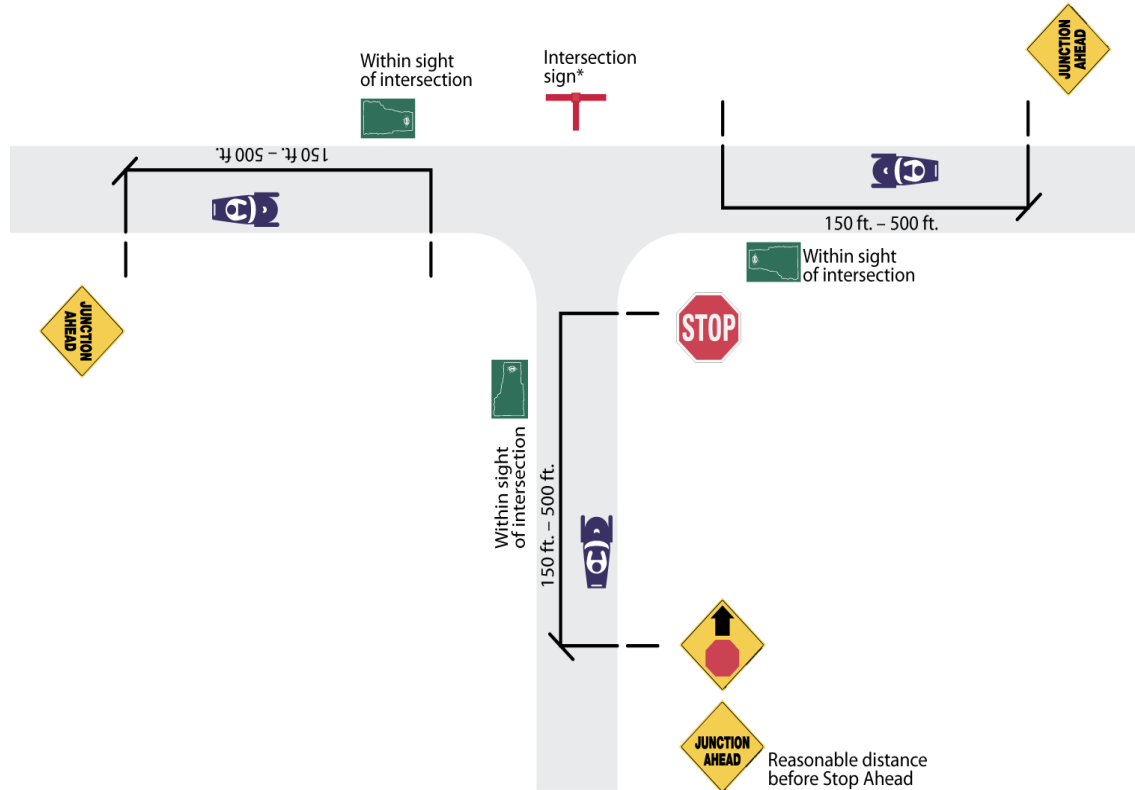 JUNCTION
AHEAD
Within sight
of intersection
Intersection
sign*
150 ft. – 500 ft.
150 ft. – 500 ft.
Within sight
of intersection
JUNCTION
AHEAD
STOP
Within sight
of intersection
150 ft. – 500 ft.
JUNCTION
AHEAD
Reasonable distance
before Stop Ahead